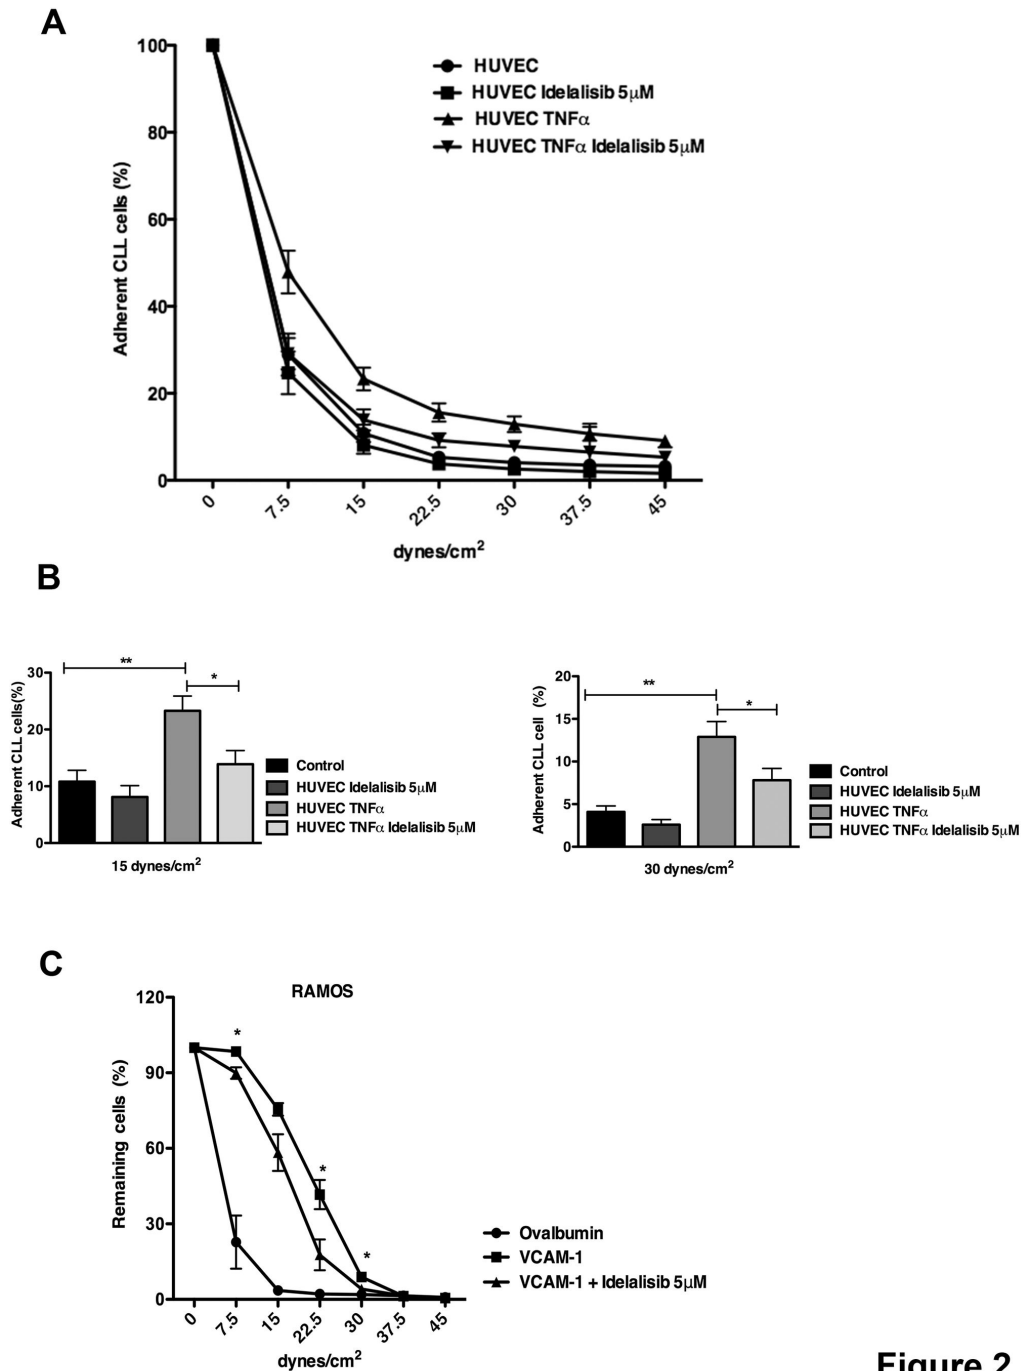 A
100
80
60
40
20
0
Adherent CLL cells (%)
HUVEC
HUVEC Idelalisib 5μM
HUVEC TNFα
HUVEC TNFα Idelalisib 5μM
0 7.5 15 22.5 30 37.5 45
dynes/cm²
B
30
20
10
0
Adherent CLL cells(%)
**
*
Control
HUVEC Idelalisib 5μM
HUVEC TNFα
HUVEC TNFα Idelalisib 5μM
15 dynes/cm²
20
15
10
5
0
Adherent CLL cell (%)
**
*
Control
HUVEC Idelalisib 5μM
HUVEC TNFα
HUVEC TNFα Idelalisib 5μM
30 dynes/cm²
C
RAMOS
120
90
60
30
0
Remaining cells (%)
*
*
*
Ovalbumin
VCAM-1
VCAM-1 + Idelalisib 5μM
0 7.5 15 22.5 30 37.5 45
dynes/cm²
Figure 2